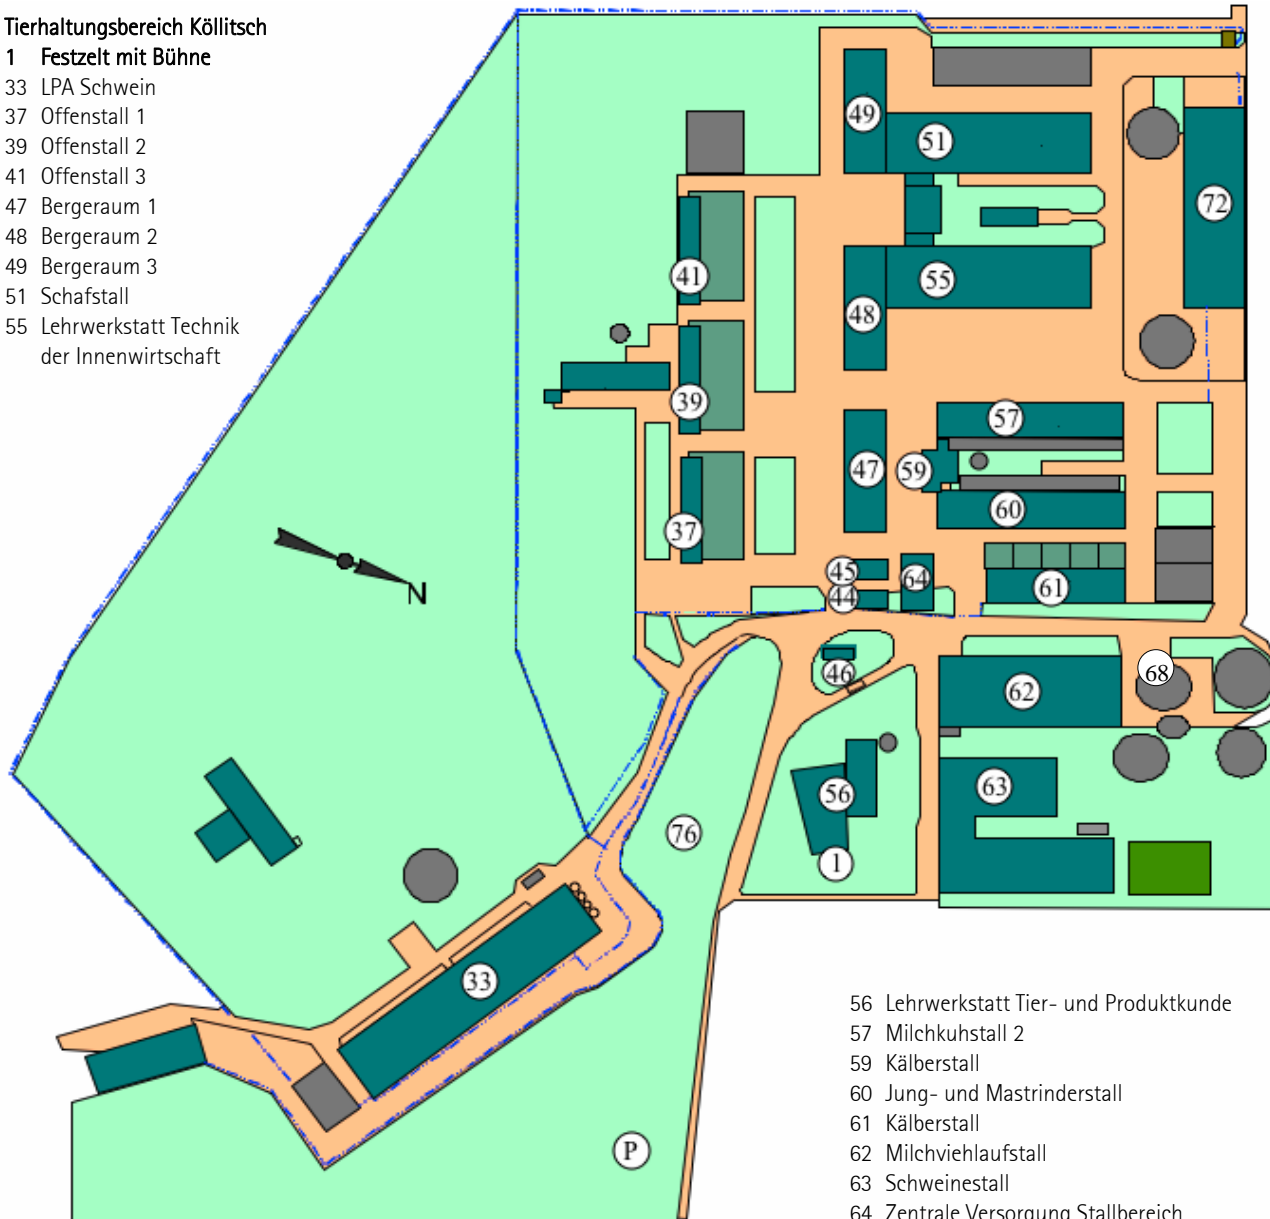 Tierhaltungsbereich Köllitsch
1 Festzelt mit Bühne
33 LPA Schwein
37 Offenstall 1
39 Offenstall 2
41 Offenstall 3
47 Bergeraum 1
48 Bergeraum 2
49 Bergeraum 3
51 Schafstall
55 Lehrwerkstatt Technik
der Innenwirtschaft
49
51
72
41
55
48
39
57
47
59
60
37
45
64
44
61
46
68
62
56
63
76
1
N
33
P
56 Lehrwerkstatt Tier- und Produktkunde
57 Milchkuhstall 2
59 Kälberstall
60 Jung- und Mastrinderstall
61 Kälberstall
62 Milchviehlaufstall
63 Schweinestall
64 Zentrale Versorgung Stallbereich